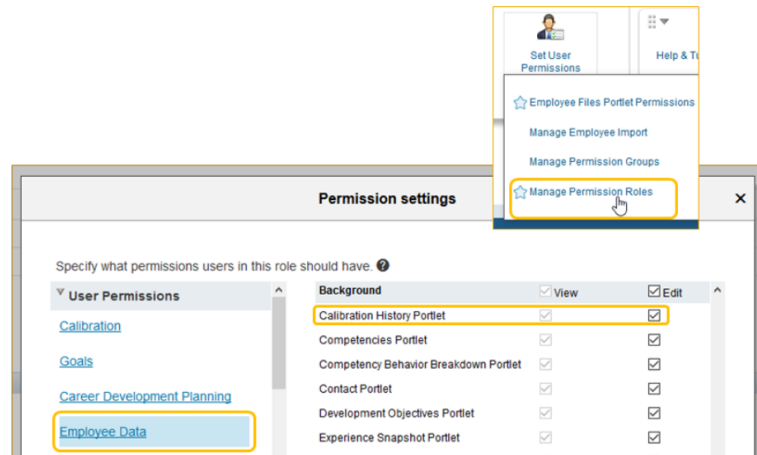 Set User
Permissions
Help &
Employee Files Portlet Permissions
Manage Employee Import
Manage Permission Groups
Manage Permission Roles
Permission settings
Specify what permissions users in this role should have.
User Permissions
Calibration
Goals
Career Development Planning
Employee Data
Background View Edit
Calibration History Portlet
Competencies Portlet
Competency Behavior Breakdown Portlet
Contact Portlet
Development Objectives Portlet
Experience Snapshot Portlet